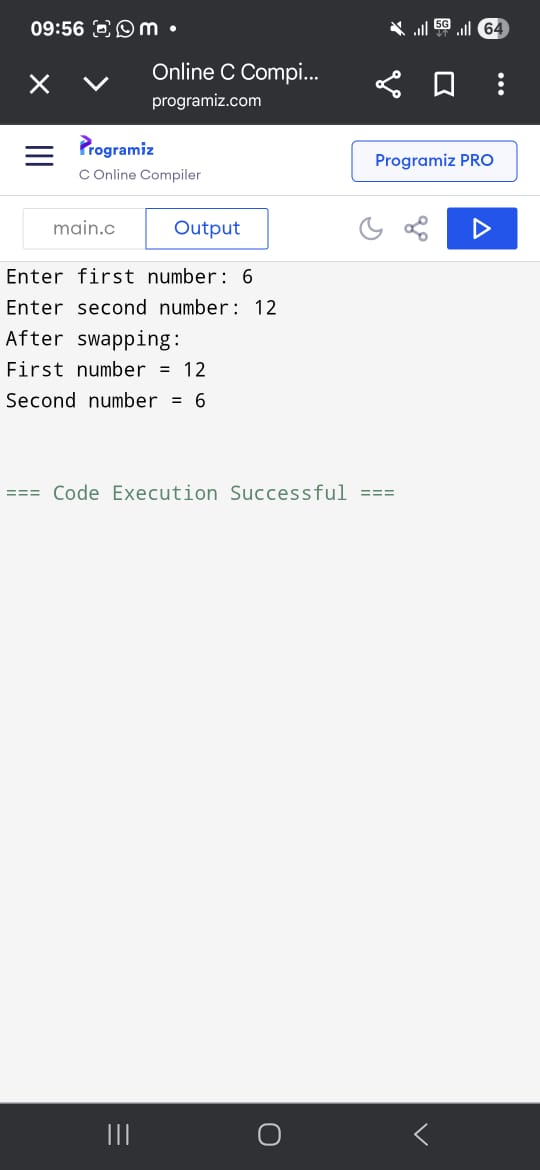 09:56 m
5G 64
Online C Compi...
programiz.com
Programiz
C Online Compiler
Programiz PRO
main.c
Output
Enter first number: 6
Enter second number: 12
After swapping:
First number = 12
Second number = 6
=== Code Execution Successful ===